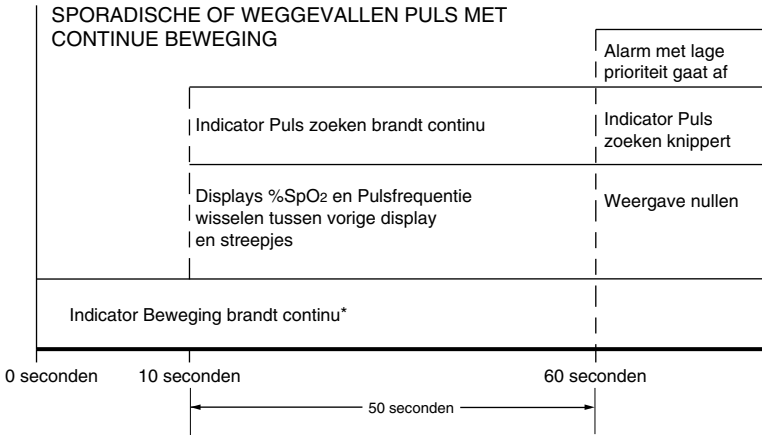 SPORADISCHE OF WEGGEVALLEN PULS MET
CONTINUE BEWEGING
Alarm met lage
prioriteit gaat af
Indicator Puls zoeken brandt continu
Indicator Puls
zoeken knippert
Displays %SpO2 en Pulsfrequentie
wisselen tussen vorige display
en streepjes
Weergave nullen
Indicator Beweging brandt continu*
0 seconden
10 seconden
60 seconden
50 seconden